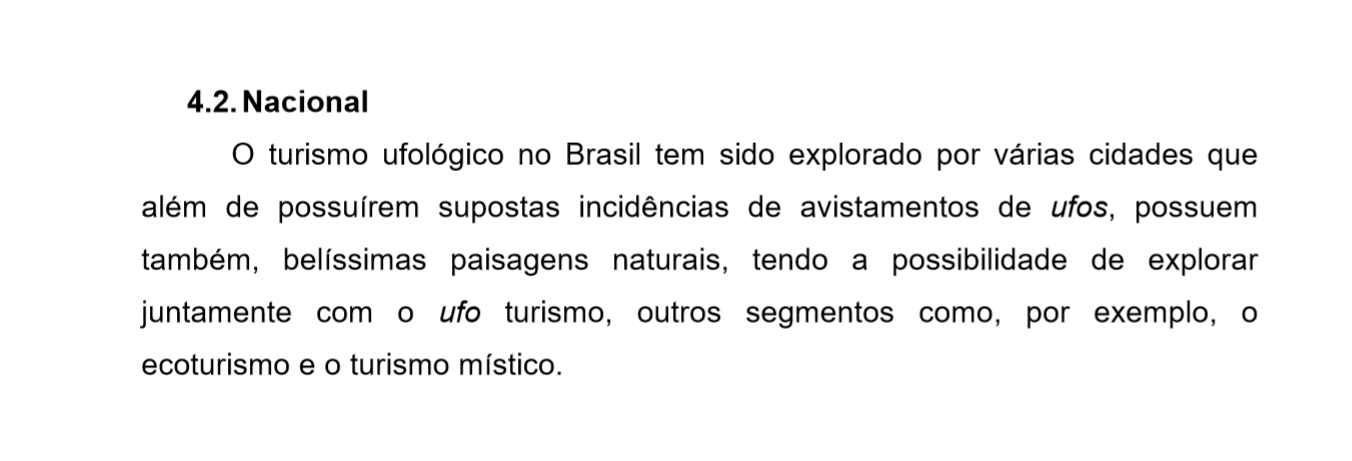 4.2. Nacional
O turismo ufológico no Brasil tem sido explorado por várias cidades que
além de possuírem supostas incidências de avistamentos de ufos, possuem
também, belíssimas paisagens naturais, tendo a possibilidade de explorar
juntamente com o ufo turismo, outros segmentos como, por exemplo, o
ecoturismo e o turismo místico.